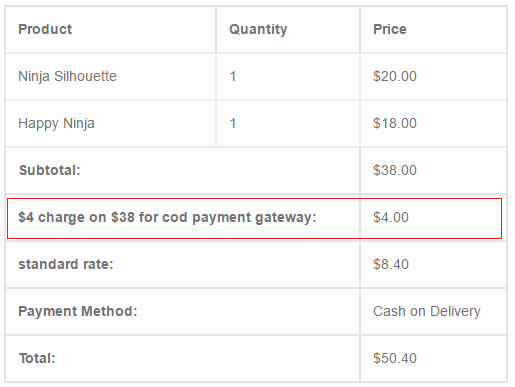 Product Quantity Price
Ninja Silhouette 1 $20.00
Happy Ninja 1 $18.00
Subtotal: $38.00
$4 charge on $38 for cod payment gateway: $4.00
standard rate: $8.40
Payment Method: Cash on Delivery
Total: $50.40